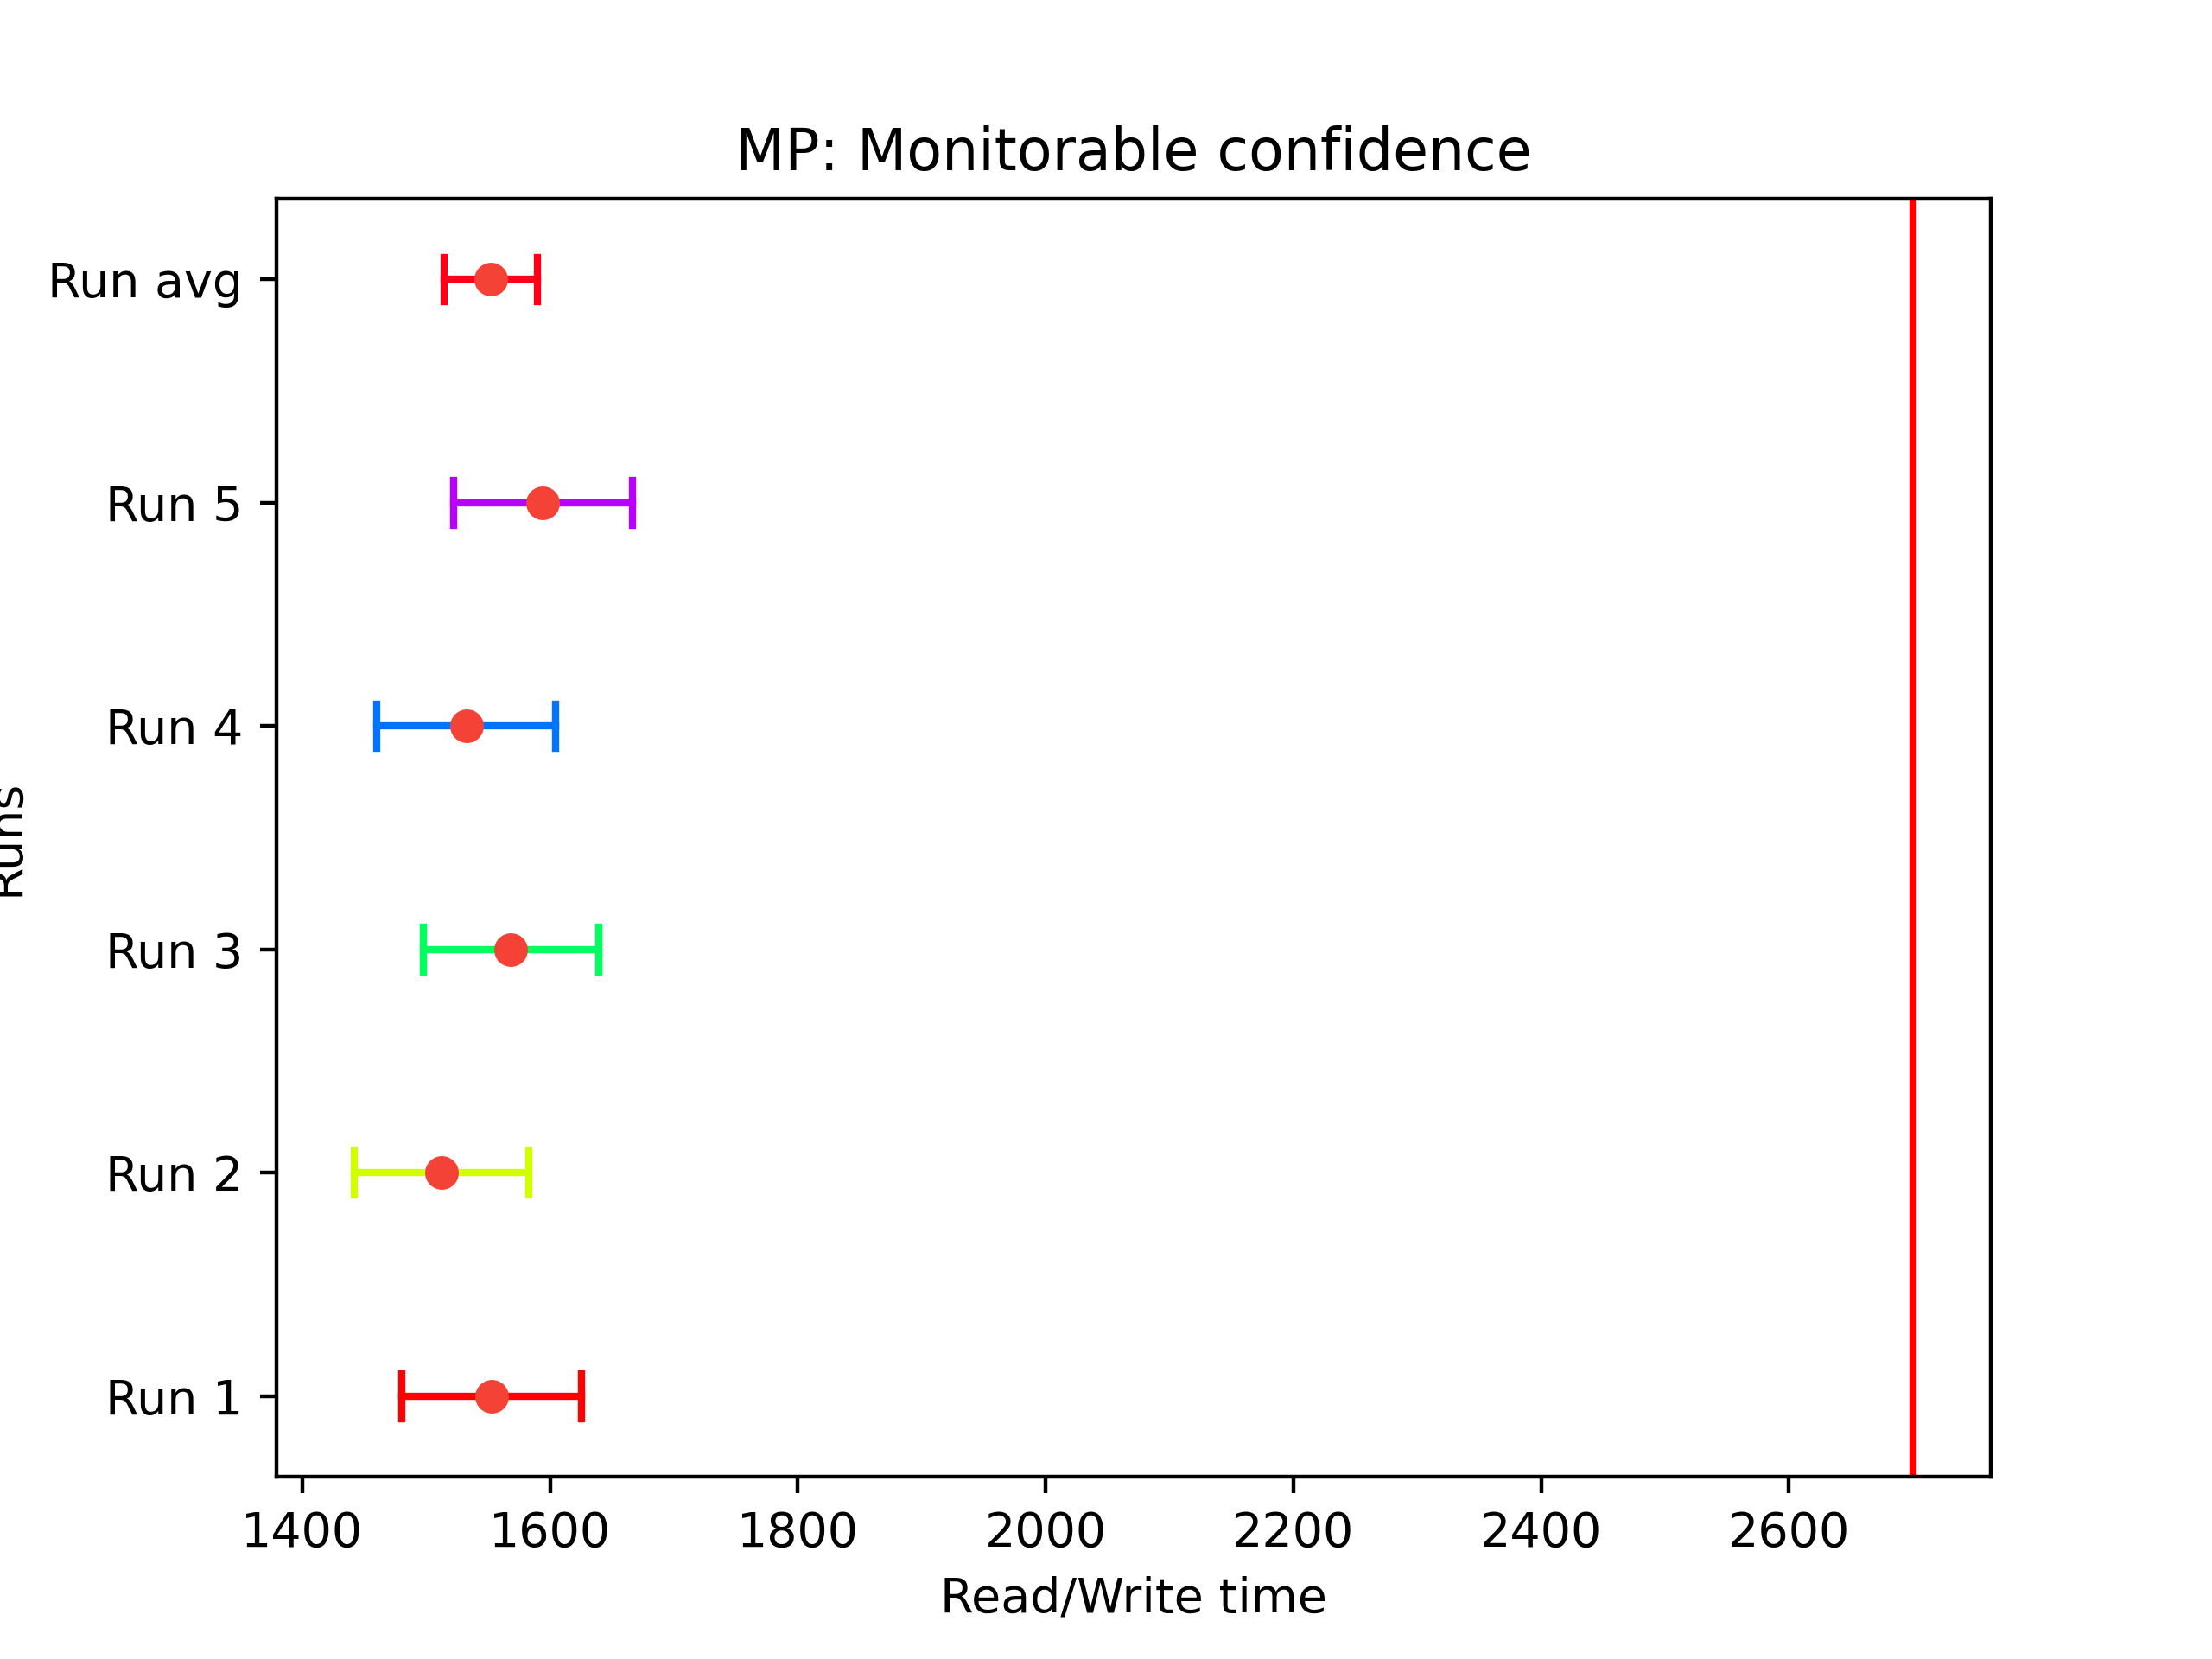 MP: Monitorable confidence
Run avg
Run 5
Run 4
Run 3
Run 2
Run 1
Runs
1400 1600 1800 2000 2200 2400 2600
Read/Write time